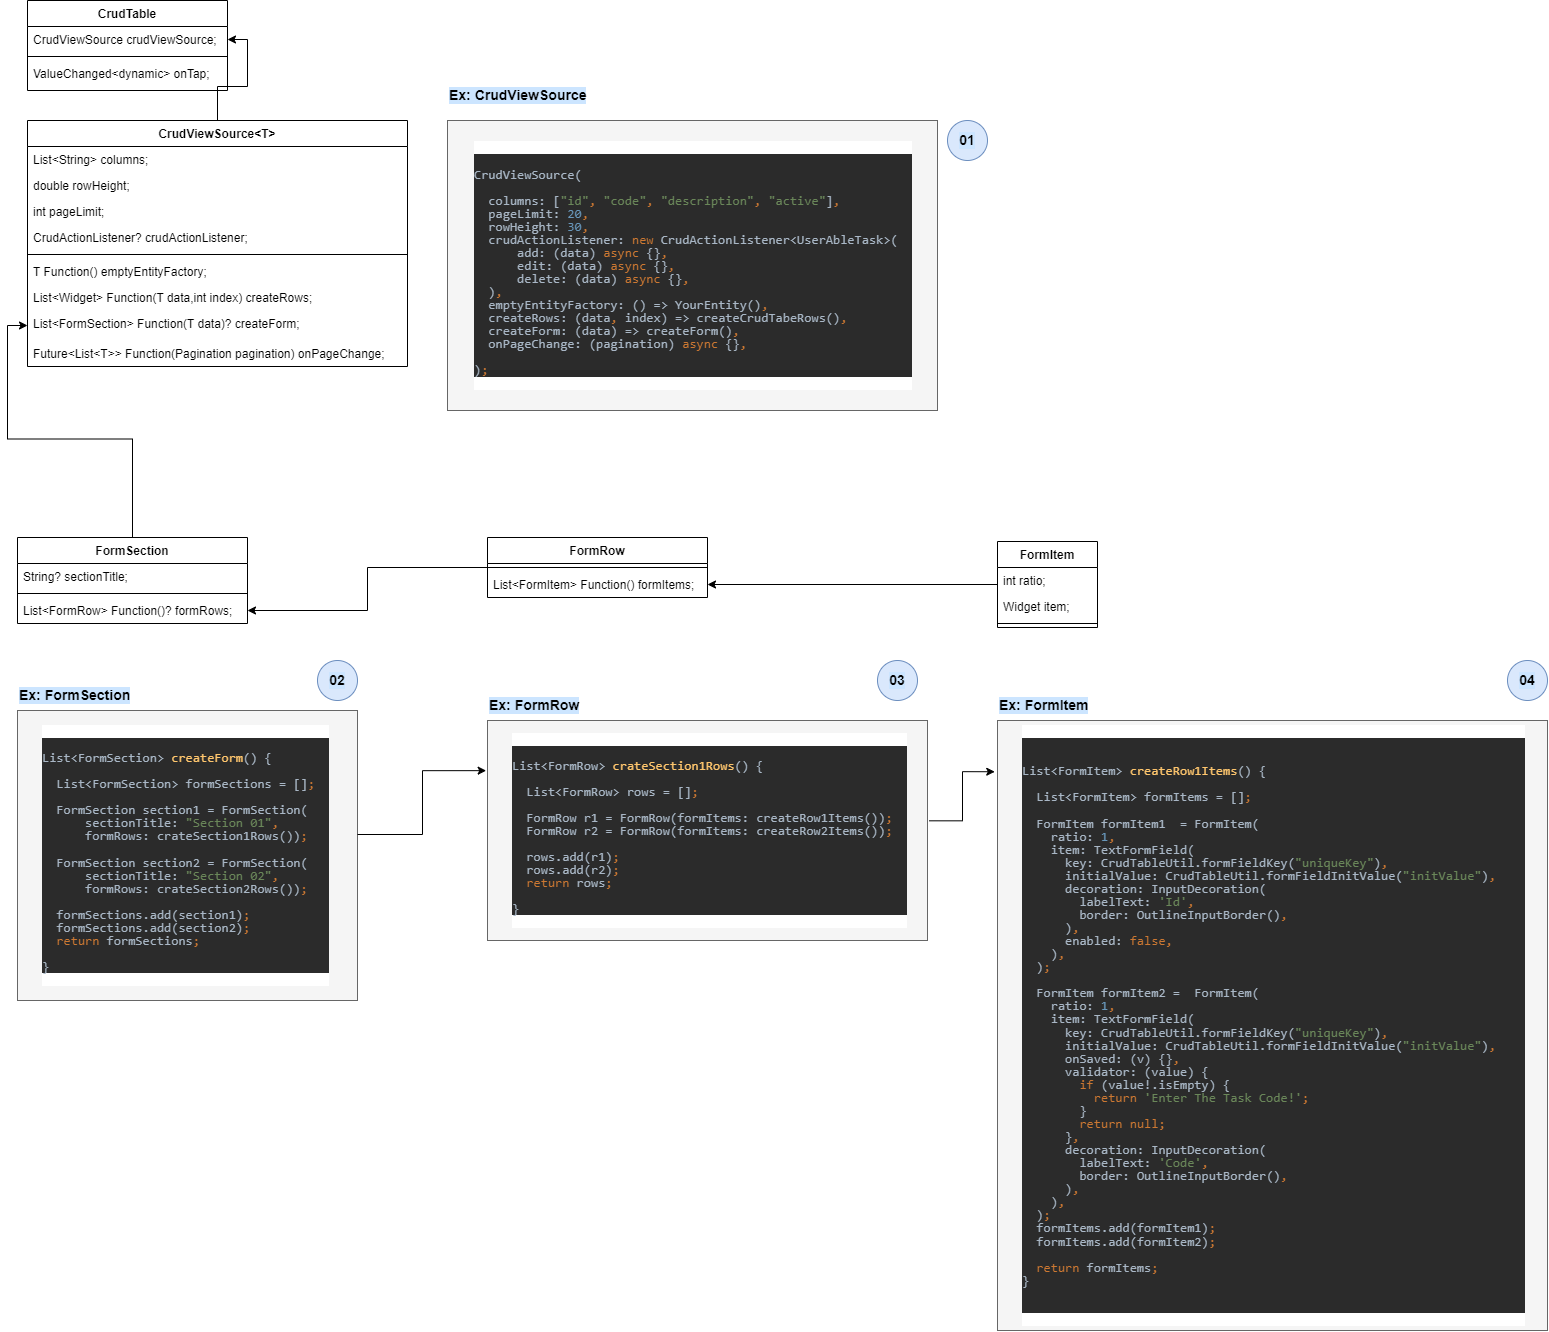 CrudTable
CrudViewSource crudViewSource;
ValueChanged<dynamic> onTap;
CrudViewSource<T>
List<String> columns;
double rowHeight;
int pageLimit;
CrudActionListener? crudActionListener;
T Function() emptyEntityFactory;
List<Widget> Function(T data,int index) createRows;
List<FormSection> Function(T data)? createForm;
Future<List<T>> Function(Pagination pagination) onPageChange;
Ex: CrudViewSource
01
CrudViewSource(
columns: ["id", "code", "description", "active"],
pageLimit: 20,
rowHeight: 30,
crudActionListener: new CrudActionListener<UserAbleTask>(
add: (data) async {},
edit: (data) async {},
delete: (data) async {},
),
emptyEntityFactory: () => YourEntity(),
createRows: (data, index) => createCrudTabeRows(),
createForm: (data) => createForm(),
onPageChange: (pagination) async {},
);
FormSection
String? sectionTitle;
List<FormRow> Function()? formRows;
FormRow
List<FormItem> Function() formItems;
FormItem
int ratio;
Widget item;
Ex: FormSection
02
List<FormSection> createForm() {
List<FormSection> formSections = [];
FormSection section1 = FormSection(
sectionTitle: "Section 01",
formRows: crateSection1Rows());
FormSection section2 = FormSection(
sectionTitle: "Section 02",
formRows: crateSection2Rows());
formSections.add(section1);
formSections.add(section2);
return formSections;
}
Ex: FormRow
03
List<FormRow> crateSection1Rows() {
List<FormRow> rows = [];
FormRow r1 = FormRow(formItems: createRow1Items());
FormRow r2 = FormRow(formItems: createRow2Items());
rows.add(r1);
rows.add(r2);
return rows;
}
Ex: FormItem
04
List<FormItem> createRow1Items() {
List<FormItem> formItems = [];
FormItem formItem1  = FormItem(
ratio: 1,
item: TextFormField(
key: CrudTableUtil.formFieldKey("uniqueKey"),
initialValue: CrudTableUtil.formFieldInitValue("initValue"),
decoration: InputDecoration(
labelText: 'Id',
border: OutlineInputBorder(),
),
enabled: false,
),
);
FormItem formItem2 =  FormItem(
ratio: 1,
item: TextFormField(
key: CrudTableUtil.formFieldKey("uniqueKey"),
initialValue: CrudTableUtil.formFieldInitValue("initValue"),
onSaved: (v) {},
validator: (value) {
if (value!.isEmpty) {
return 'Enter The Task Code!';
}
return null;
},
decoration: InputDecoration(
labelText: 'Code',
border: OutlineInputBorder(),
),
),
);
formItems.add(formItem1);
formItems.add(formItem2);
return formItems;
}